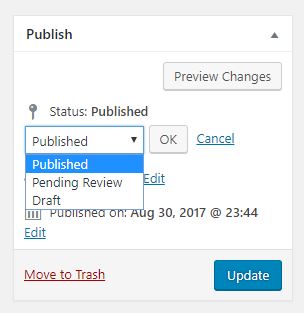 Publish
Preview Changes
Status: Published
Published OK Cancel
Published
Pending Review Edit
Draft
Published on: Aug 30, 2017 @ 23:44
Edit
Move to Trash Update